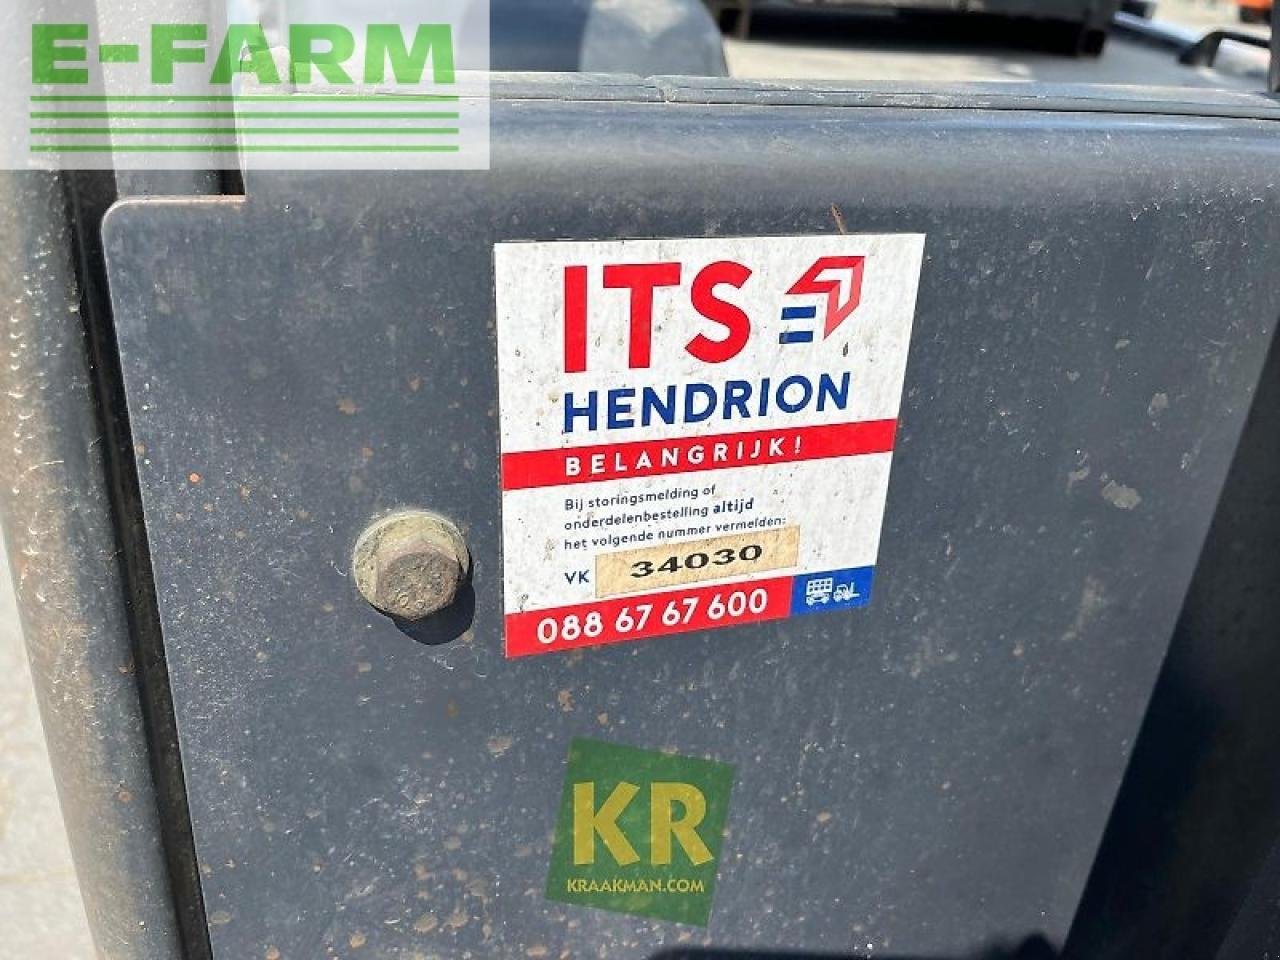 E-FARM
ITS
HENDRION
BELANGRIJK!
Bij storingsmelding of
onderdelenbestelling altijd
het volgende nummer vermelden:
VK 34030
088 67 67 600
KR
KRAAKMAN.COM